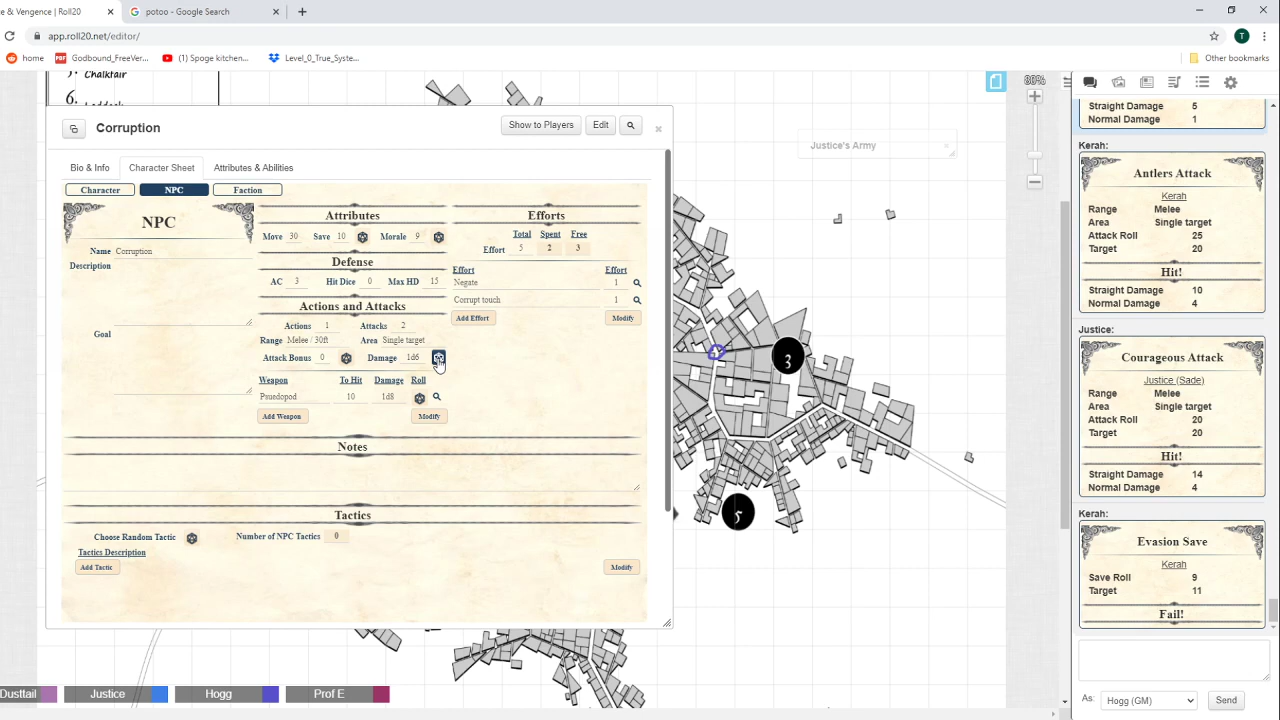 e & Vengence | Roll20
potoo - Google Search
app.roll20.net/editor/
home
Godbound_FreeVer...
(1) Spoge kitchen...
Level_0_True_Syste...
Other bookmarks
Chalkfair
6.
80%
Corruption
Show to Players
Edit
Bio & Info
Character Sheet
Attributes & Abilities
Character
NPC
Faction
NPC
Name Corruption
Description
Goal
Attributes
Move 30 Save 10 Morale 9
Defense
AC 3 Hit Dice 0 Max HD 15
Actions and Attacks
Actions 1 Attacks 2
Range Melee / 30ft Area Single target
Attack Bonus 0 Damage 1d6
Weapon To Hit Damage Roll
Psuedopod 10 1d8
Add Weapon Modify
Efforts
Total Spent Free
Effort 5 2 3
Effort Effort
Negate 1
Corrupt touch 1
Add Effort Modify
Notes
Tactics
Choose Random Tactic Number of NPC Tactics 0
Tactics Description
Add Tactic Modify
Justice's Army
3
5
Dusttail
Justice
Hogg
Prof E
Straight Damage 5
Normal Damage 1
Kerah:
Antlers Attack
Kerah
Range Melee
Area Single target
Attack Roll 25
Target 20
Hit!
Straight Damage 10
Normal Damage 4
Justice:
Courageous Attack
Justice (Sade)
Range Melee
Area Single target
Attack Roll 20
Target 20
Hit!
Straight Damage 14
Normal Damage 4
Kerah:
Evasion Save
Kerah
Save Roll 9
Target 11
Fail!
As: Hogg (GM)
Send
T